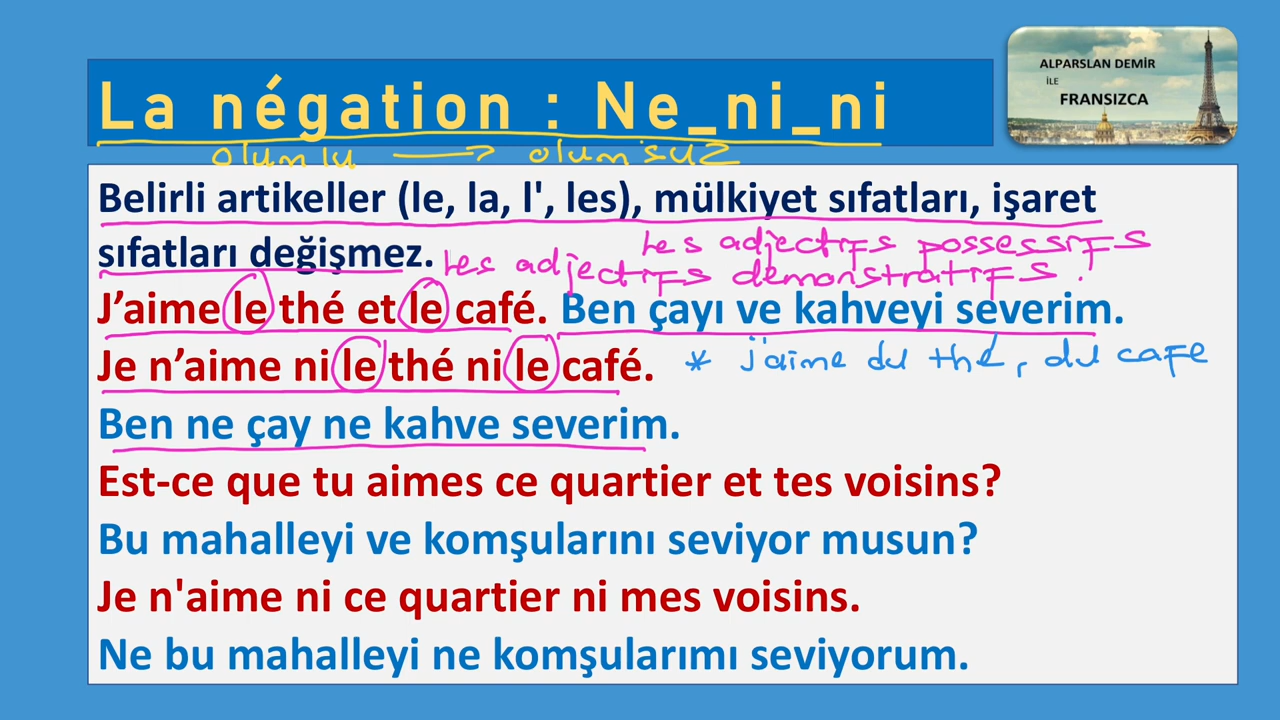 La négation : Ne_ni_ni
ALPARSLAN DEMİR
İLE
FRANSIZCA
olumlu → olumsuz
Belirli artikeller (le, la, l', les), mülkiyet sıfatları, işaret
les adjectifs possessifs
sıfatları değişmez.
les adjectifs démonstratifs.
J’aime le thé et le café. Ben çayı ve kahveyi severim.
Je n’aime ni le thé ni le café.
* j'aime du thé, du cafe
Ben ne çay ne kahve severim.
Est-ce que tu aimes ce quartier et tes voisins?
Bu mahalleyi ve komşularını seviyor musun?
Je n'aime ni ce quartier ni mes voisins.
Ne bu mahalleyi ne komşularımı seviyorum.